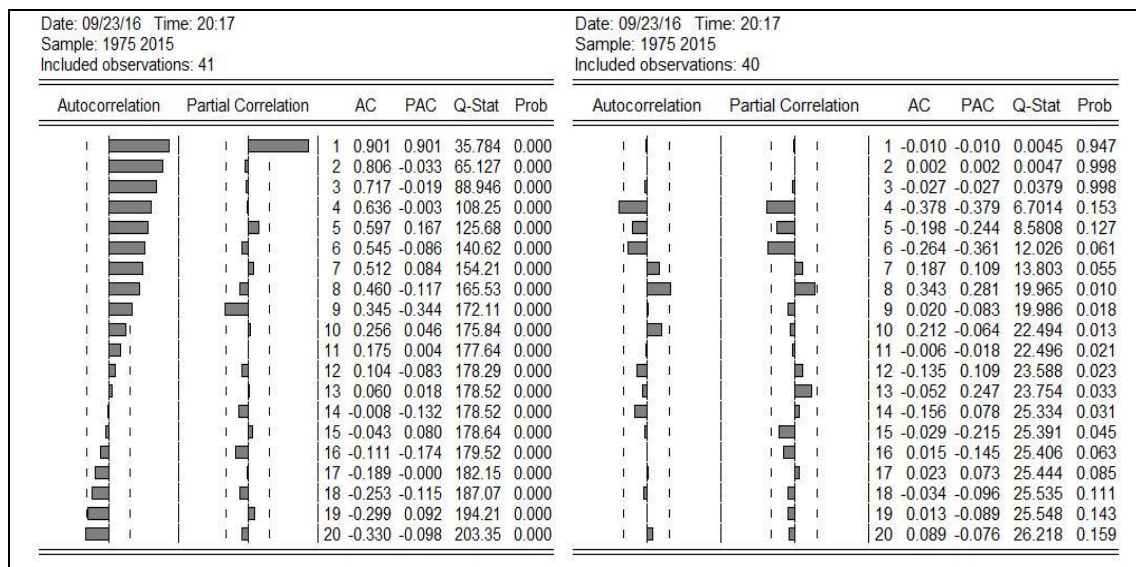 Date: 09/23/16 Time: 20:17
Sample: 1975 2015
Included observations: 41
Autocorrelation Partial Correlation AC PAC Q-Stat Prob
1 0.901 0.901 35.784 0.000
2 0.806 -0.033 65.127 0.000
3 0.717 -0.019 88.946 0.000
4 0.636 -0.003 108.25 0.000
5 0.597 0.167 125.68 0.000
6 0.545 -0.086 140.62 0.000
7 0.512 0.084 154.21 0.000
8 0.460 -0.117 165.53 0.000
9 0.345 -0.344 172.11 0.000
10 0.256 0.046 175.84 0.000
11 0.175 0.004 177.64 0.000
12 0.104 -0.083 178.29 0.000
13 0.060 0.018 178.52 0.000
14 -0.008 -0.132 178.52 0.000
15 -0.043 0.080 178.64 0.000
16 -0.111 -0.174 179.52 0.000
17 -0.189 -0.000 182.15 0.000
18 -0.253 -0.115 187.07 0.000
19 -0.299 0.092 194.21 0.000
20 -0.330 -0.098 203.35 0.000
Date: 09/23/16 Time: 20:17
Sample: 1975 2015
Included observations: 40
Autocorrelation Partial Correlation AC PAC Q-Stat Prob
1 -0.010 -0.010 0.0045 0.947
2 0.002 0.002 0.0047 0.998
3 -0.027 -0.027 0.0379 0.998
4 -0.378 -0.379 6.7014 0.153
5 -0.198 -0.244 8.5808 0.127
6 -0.264 -0.361 12.026 0.061
7 0.187 0.109 13.803 0.055
8 0.343 0.281 19.965 0.010
9 0.020 -0.083 19.986 0.018
10 0.212 -0.064 22.494 0.013
11 -0.006 -0.018 22.496 0.021
12 -0.135 0.109 23.588 0.023
13 -0.052 0.247 23.754 0.033
14 -0.156 0.078 25.334 0.031
15 -0.029 -0.215 25.391 0.045
16 0.015 -0.145 25.406 0.063
17 0.023 0.073 25.444 0.085
18 -0.034 -0.096 25.535 0.111
19 0.013 -0.089 25.548 0.143
20 0.089 -0.076 26.218 0.159